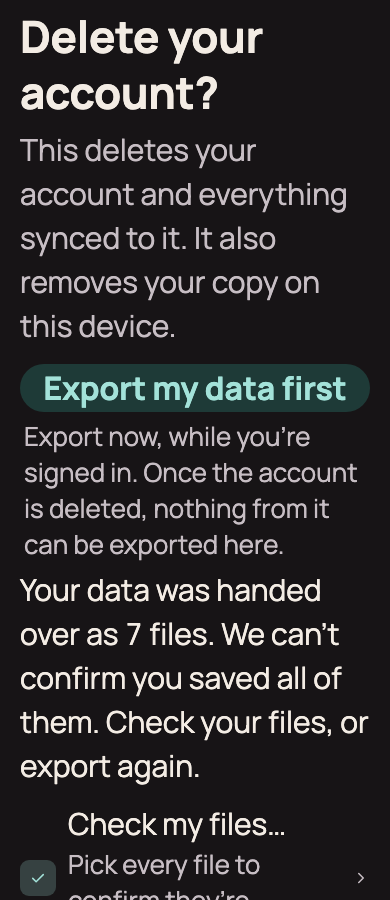 Delete your
account?
This deletes your
account and everything
synced to it. It also
removes your copy on
this device.
Export my data first
Export now, while you're
signed in. Once the account
is deleted, nothing from it
can be exported here.
Your data was handed
over as 7 files. We can't
confirm you saved all of
them. Check your files, or
export again.
Check my files…
Pick every file to
confirm they're